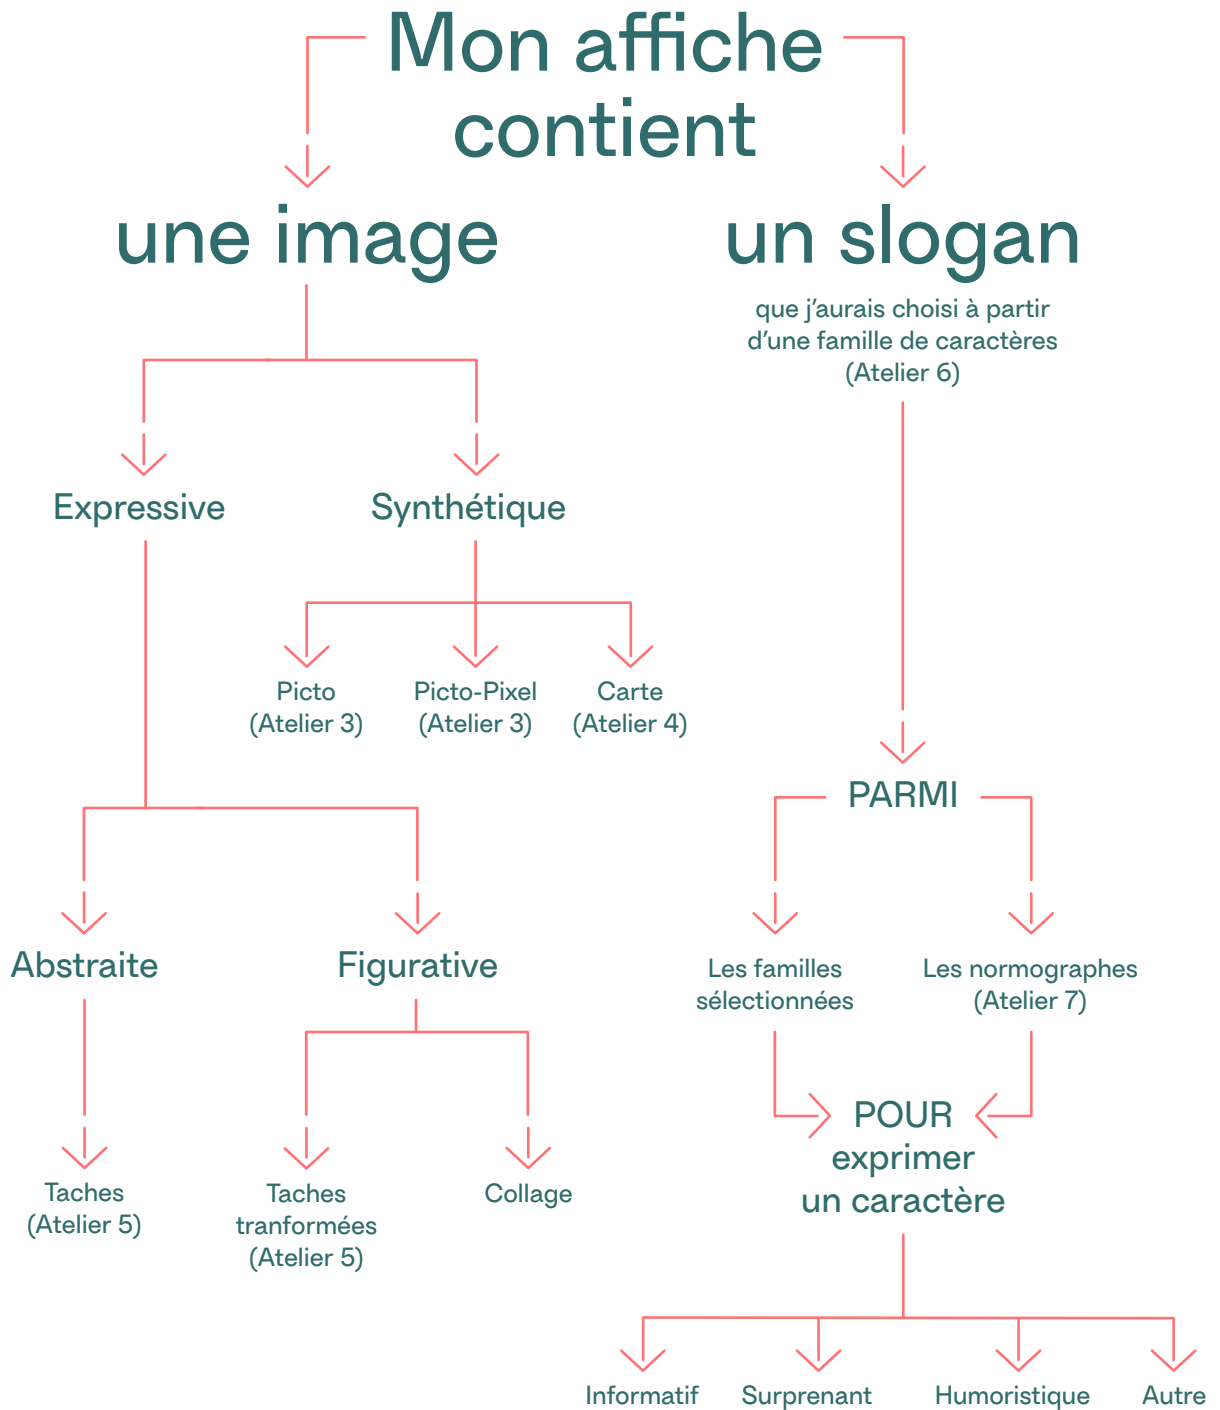 Mon affiche
contient
une image
un slogan
que j’aurais choisi à partir
d’une famille de caractères
(Atelier 6)
Expressive
Synthétique
Picto
(Atelier 3)
Picto-Pixel
(Atelier 3)
Carte
(Atelier 4)
PARMI
Abstraite
Figurative
Les familles
sélectionnées
Les normographes
(Atelier 7)
POUR
exprimer
un caractère
Taches
(Atelier 5)
Taches
tranformées
(Atelier 5)
Collage
Informatif
Surprenant
Humoristique
Autre